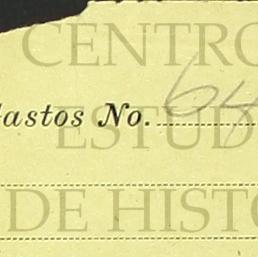 CENTRO
Gastos No. 64
ESTUD
DE HISTO